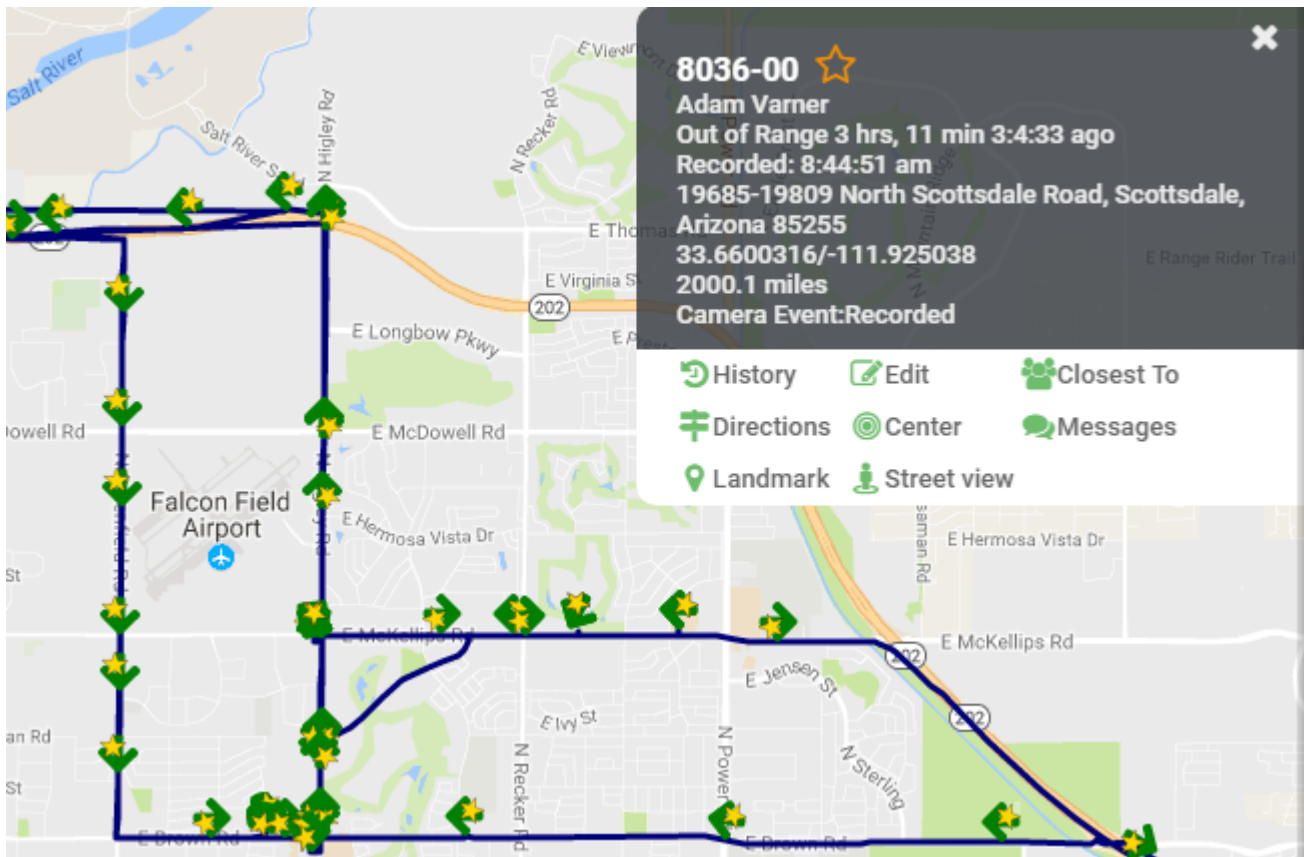 8036-00
Adam Varner
Out of Range 3 hrs, 11 min 3:4:33 ago
Recorded: 8:44:51 am
19685-19809 North Scottsdale Road, Scottsdale,
Arizona 85255
33.6600316/-111.925038
2000.1 miles
Camera Event:Recorded
History
Edit
Closest To
Directions
Center
Messages
Landmark
Street view
Salt River
Salt River S
N Higley Rd
N Recker Rd
E Viewmont
E Thomas
E Range Rider Trail
E Virginia St
202
E Longbow Pkwy
owell Rd
E McDowell Rd
Falcon Field
Airport
E Hermosa Vista Dr
E Hermosa Vista Dr
St
E McKellips Rd
E McKellips Rd
202
E Jensen St
202
E Ivy St
an Rd
N Recker Rd
N Power
N Sterling
St
E Brown Rd
E Brown Rd